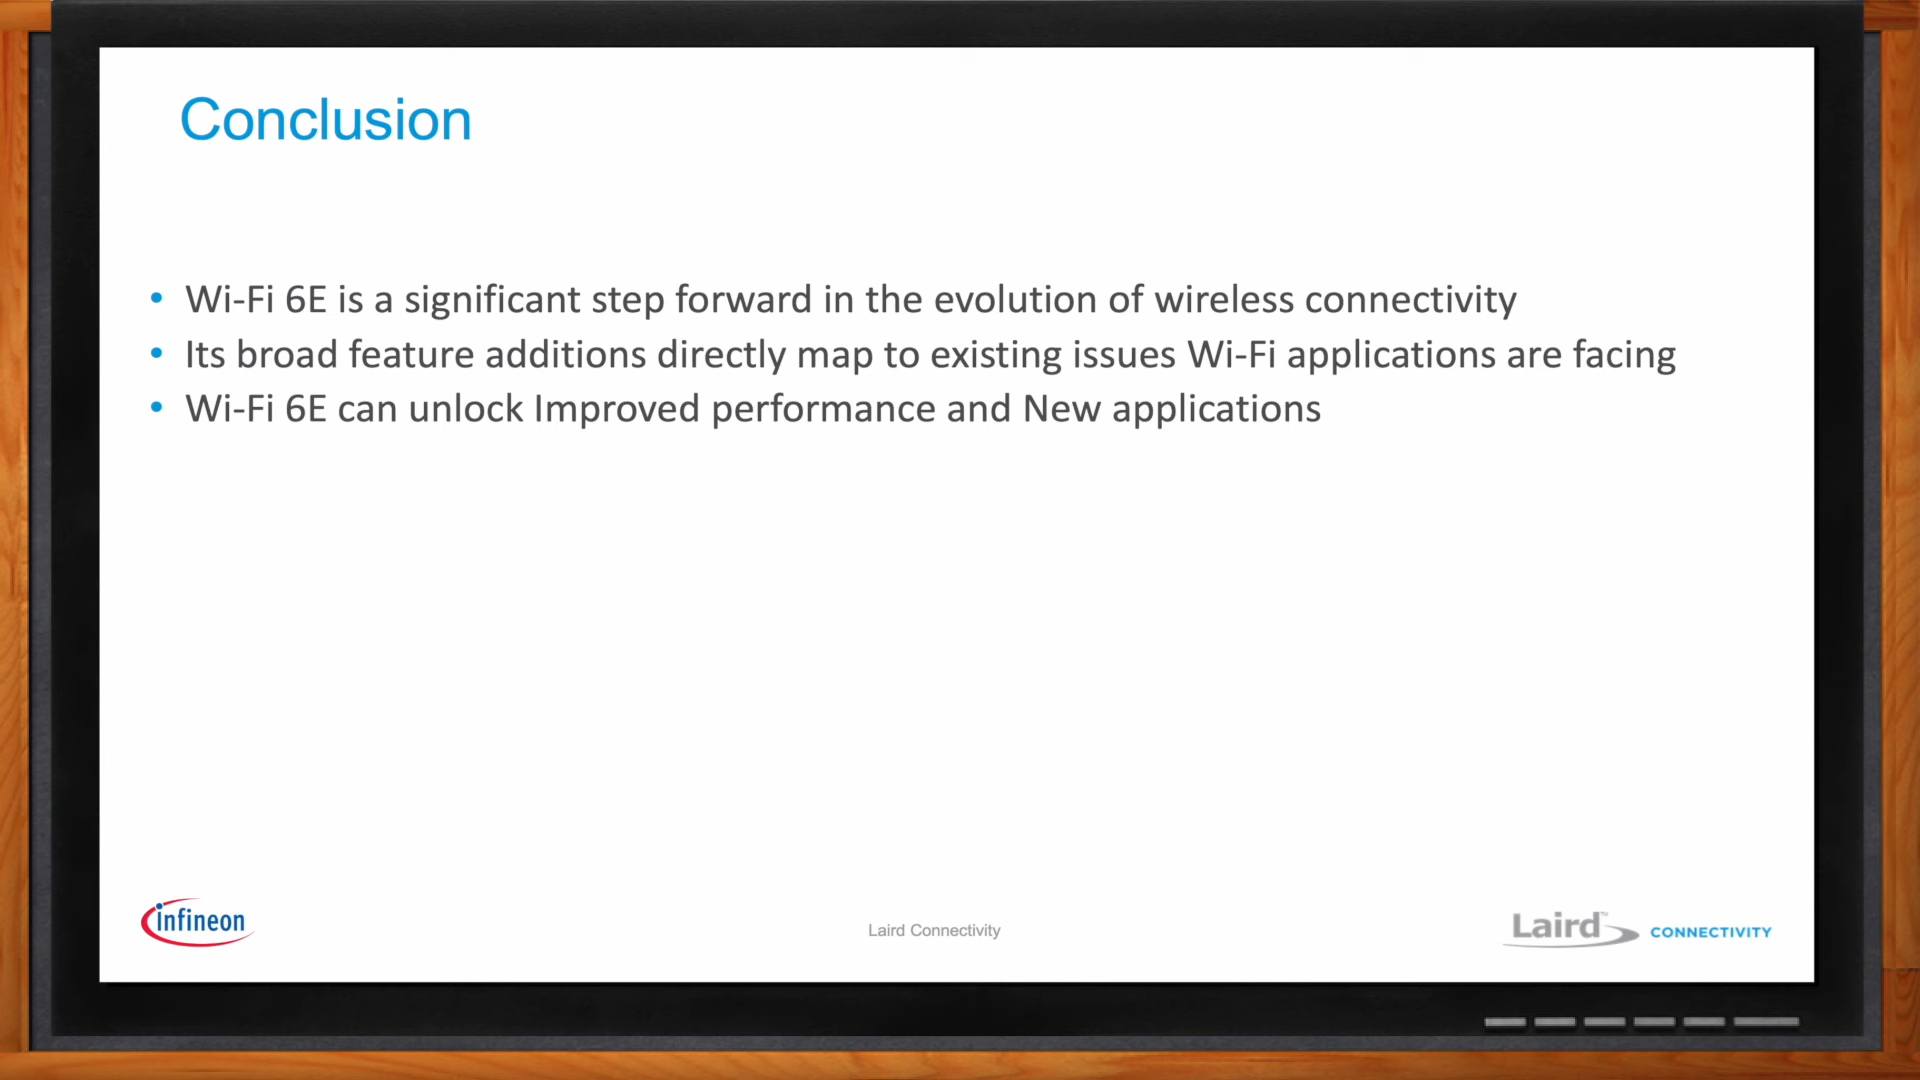 Conclusion
• Wi-Fi 6E is a significant step forward in the evolution of wireless connectivity
• Its broad feature additions directly map to existing issues Wi-Fi applications are facing
• Wi-Fi 6E can unlock Improved performance and New applications
infineon
Laird Connectivity
Laird™ CONNECTIVITY